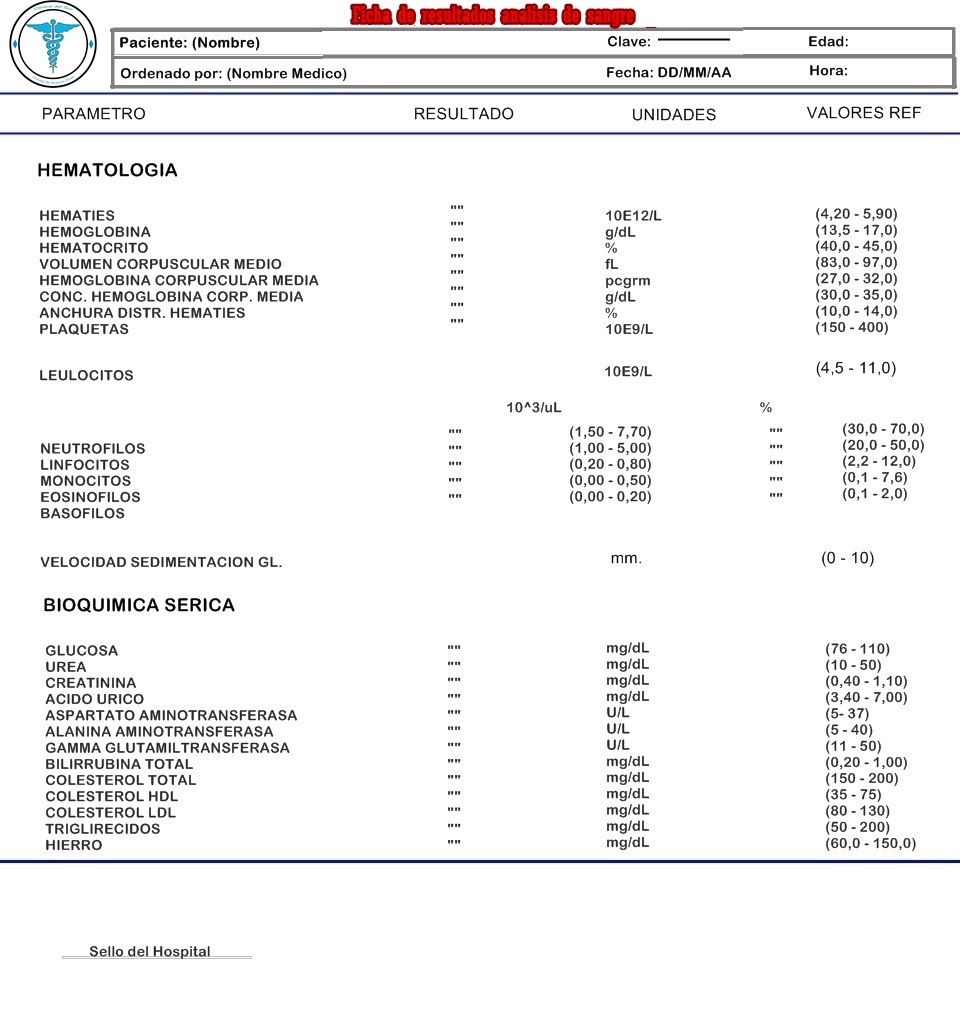 Ficha de resultados analisis de sangre
Paciente: (Nombre) Clave: Edad:
Ordenado por: (Nombre Medico) Fecha: DD/MM/AA Hora:
PARAMETRO RESULTADO UNIDADES VALORES REF
HEMATOLOGIA
HEMATIES "" 10E12/L (4,20 - 5,90)
HEMOGLOBINA "" g/dL (13,5 - 17,0)
HEMATOCRITO "" % (40,0 - 45,0)
VOLUMEN CORPUSCULAR MEDIO "" fL (83,0 - 97,0)
HEMOGLOBINA CORPUSCULAR MEDIA "" pcgrm (27,0 - 32,0)
CONC. HEMOGLOBINA CORP. MEDIA "" g/dL (30,0 - 35,0)
ANCHURA DISTR. HEMATIES "" % (10,0 - 14,0)
PLAQUETAS "" 10E9/L (150 - 400)
LEULOCITOS 10E9/L (4,5 - 11,0)
10^3/uL %
"" (1,50 - 7,70) "" (30,0 - 70,0)
NEUTROFILOS "" (1,00 - 5,00) "" (20,0 - 50,0)
LINFOCITOS "" (0,20 - 0,80) "" (2,2 - 12,0)
MONOCITOS "" (0,00 - 0,50) "" (0,1 - 7,6)
EOSINOFILOS "" (0,00 - 0,20) "" (0,1 - 2,0)
BASOFILOS
VELOCIDAD SEDIMENTACION GL. mm. (0 - 10)
BIOQUIMICA SERICA
GLUCOSA "" mg/dL (76 - 110)
UREA "" mg/dL (10 - 50)
CREATININA "" mg/dL (0,40 - 1,10)
ACIDO URICO "" mg/dL (3,40 - 7,00)
ASPARTATO AMINOTRANSFERASA "" U/L (5- 37)
ALANINA AMINOTRANSFERASA "" U/L (5 - 40)
GAMMA GLUTAMILTRANSFERASA "" U/L (11 - 50)
BILIRRUBINA TOTAL "" mg/dL (0,20 - 1,00)
COLESTEROL TOTAL "" mg/dL (150 - 200)
COLESTEROL HDL "" mg/dL (35 - 75)
COLESTEROL LDL "" mg/dL (80 - 130)
TRIGLIRECIDOS "" mg/dL (50 - 200)
HIERRO "" mg/dL (60,0 - 150,0)
Sello del Hospital